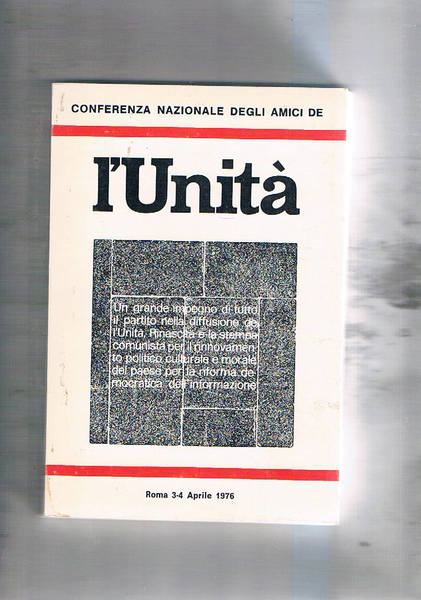 CONFERENZA NAZIONALE DEGLI AMICI DE
l'Unità
Un grande impegno di tutto
il partito nella diffusione de
l'Unità, Rinascita e la stampa
comunista per il rinnovamen-
to politico culturale e morale
del paese per la riforma de-
mocratica dell'informazione
Roma 3-4 Aprile 1976